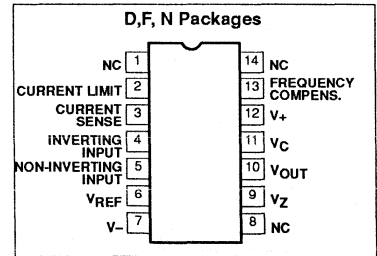 D,F, N Packages
NC 1 14 NC
CURRENT LIMIT 2 13 FREQUENCY COMPENS.
CURRENT SENSE 3 12 V+
INVERTING INPUT 4 11 VC
NON-INVERTING INPUT 5 10 VOUT
VREF 6 9 VZ
V– 7 8 NC